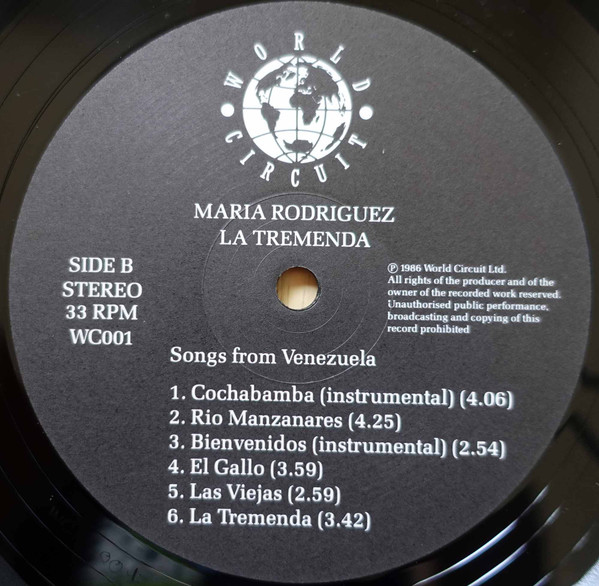 WORLD
CIRCUIT
MARIA RODRIGUEZ
LA TREMENDA
SIDE B
STEREO
33 RPM
WC001
℗ 1986 World Circuit Ltd.
All rights of the producer and of the
owner of the recorded work reserved.
Unauthorised public performance,
broadcasting and copying of this
record prohibited
Songs from Venezuela
1. Cochabamba (instrumental) (4.06)
2. Rio Manzanares (4.25)
3. Bienvenidos (instrumental) (2.54)
4. El Gallo (3.59)
5. Las Viejas (2.59)
6. La Tremenda (3.42)